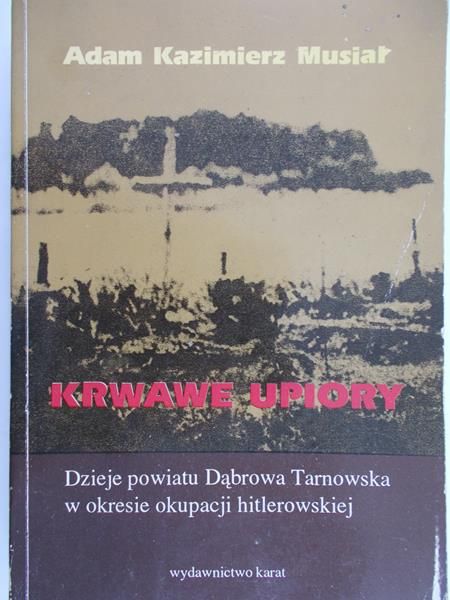 Adam Kazimierz Musiał
KRWAWE UPIORY
Dzieje powiatu Dąbrowa Tarnowska
w okresie okupacji hitlerowskiej
wydawnictwo karat